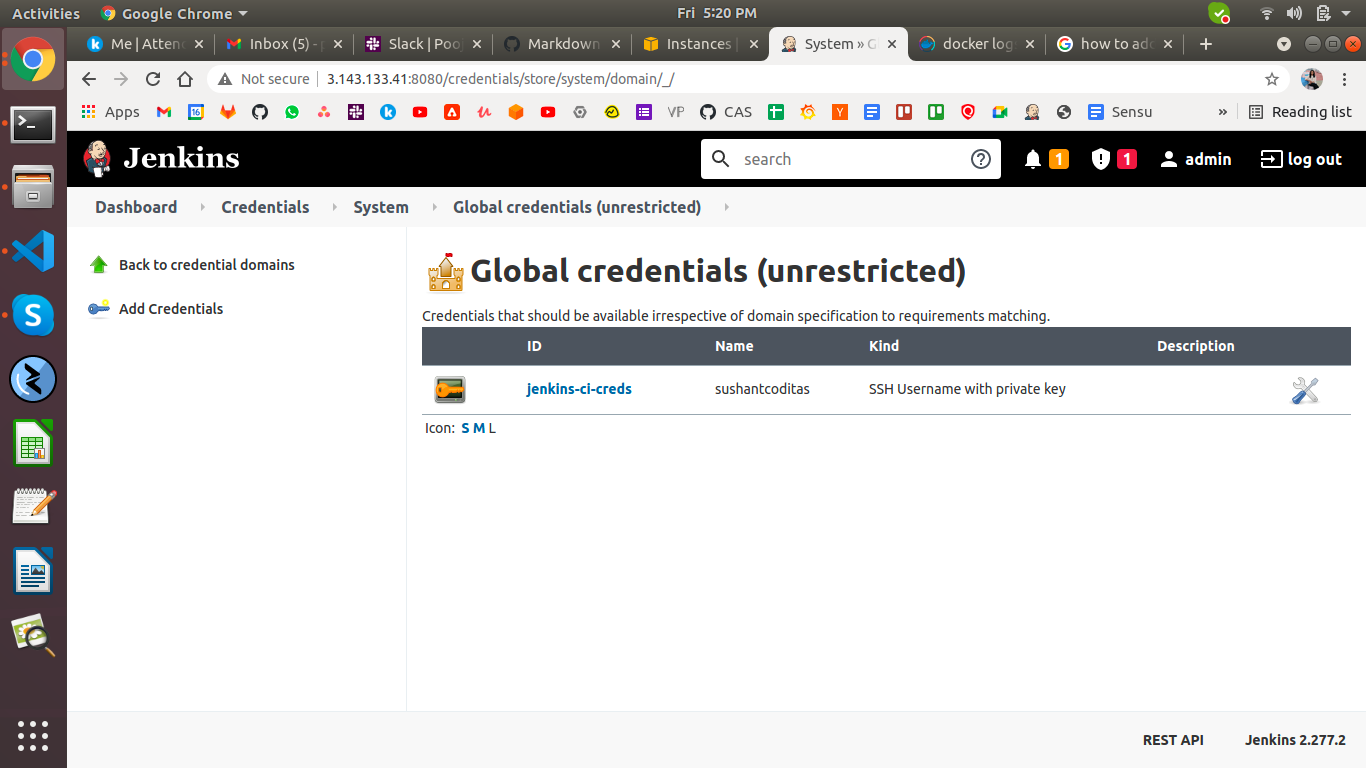 Activities Google Chrome Fri 5:20 PM
Me | Atten Inbox (5) - Slack | Poo Markdown Instances | System » G docker log how to add
Not secure | 3.143.133.41:8080/credentials/store/system/domain/_/
Apps 16 VP CAS Sensu » Reading list
Jenkins search 1 1 admin log out
Dashboard Credentials System Global credentials (unrestricted)
Back to credential domains
Add Credentials
Global credentials (unrestricted)
Credentials that should be available irrespective of domain specification to requirements matching.
ID Name Kind Description
jenkins-ci-creds sushantcoditas SSH Username with private key
Icon: S M L
REST API Jenkins 2.277.2